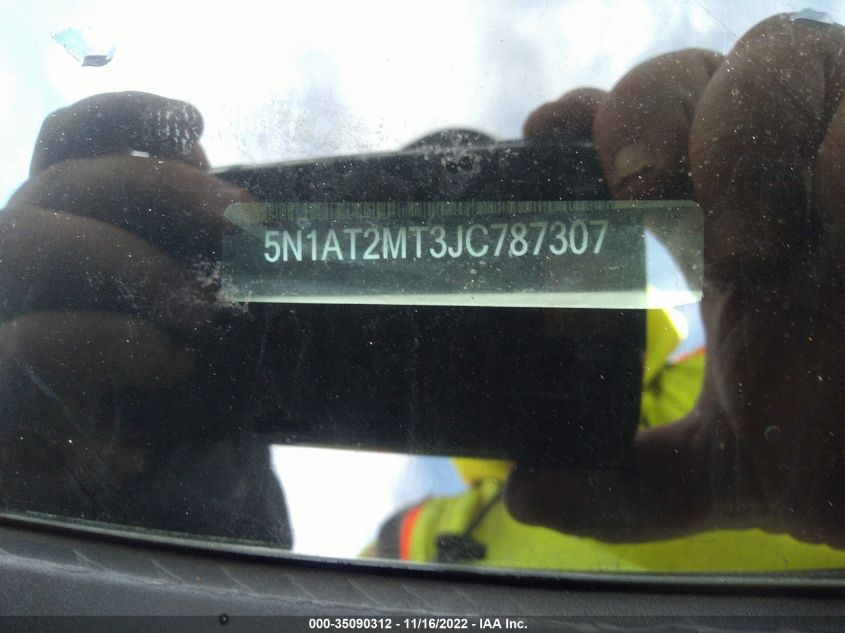 5N1AT2MT3JC787307
000-35090312 - 11/16/2022 - IAA Inc.